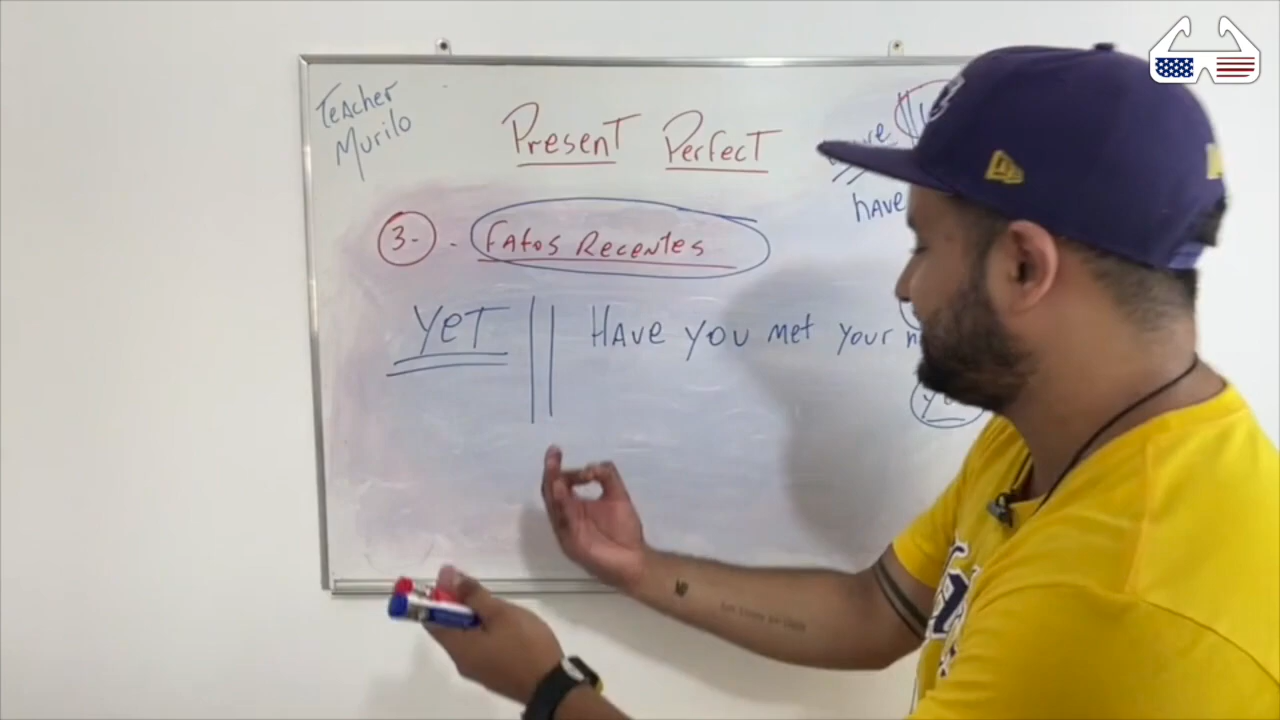 Teacher
Murilo
Present Perfect
have
3- . Fatos Recentes
Yet
Have you met your